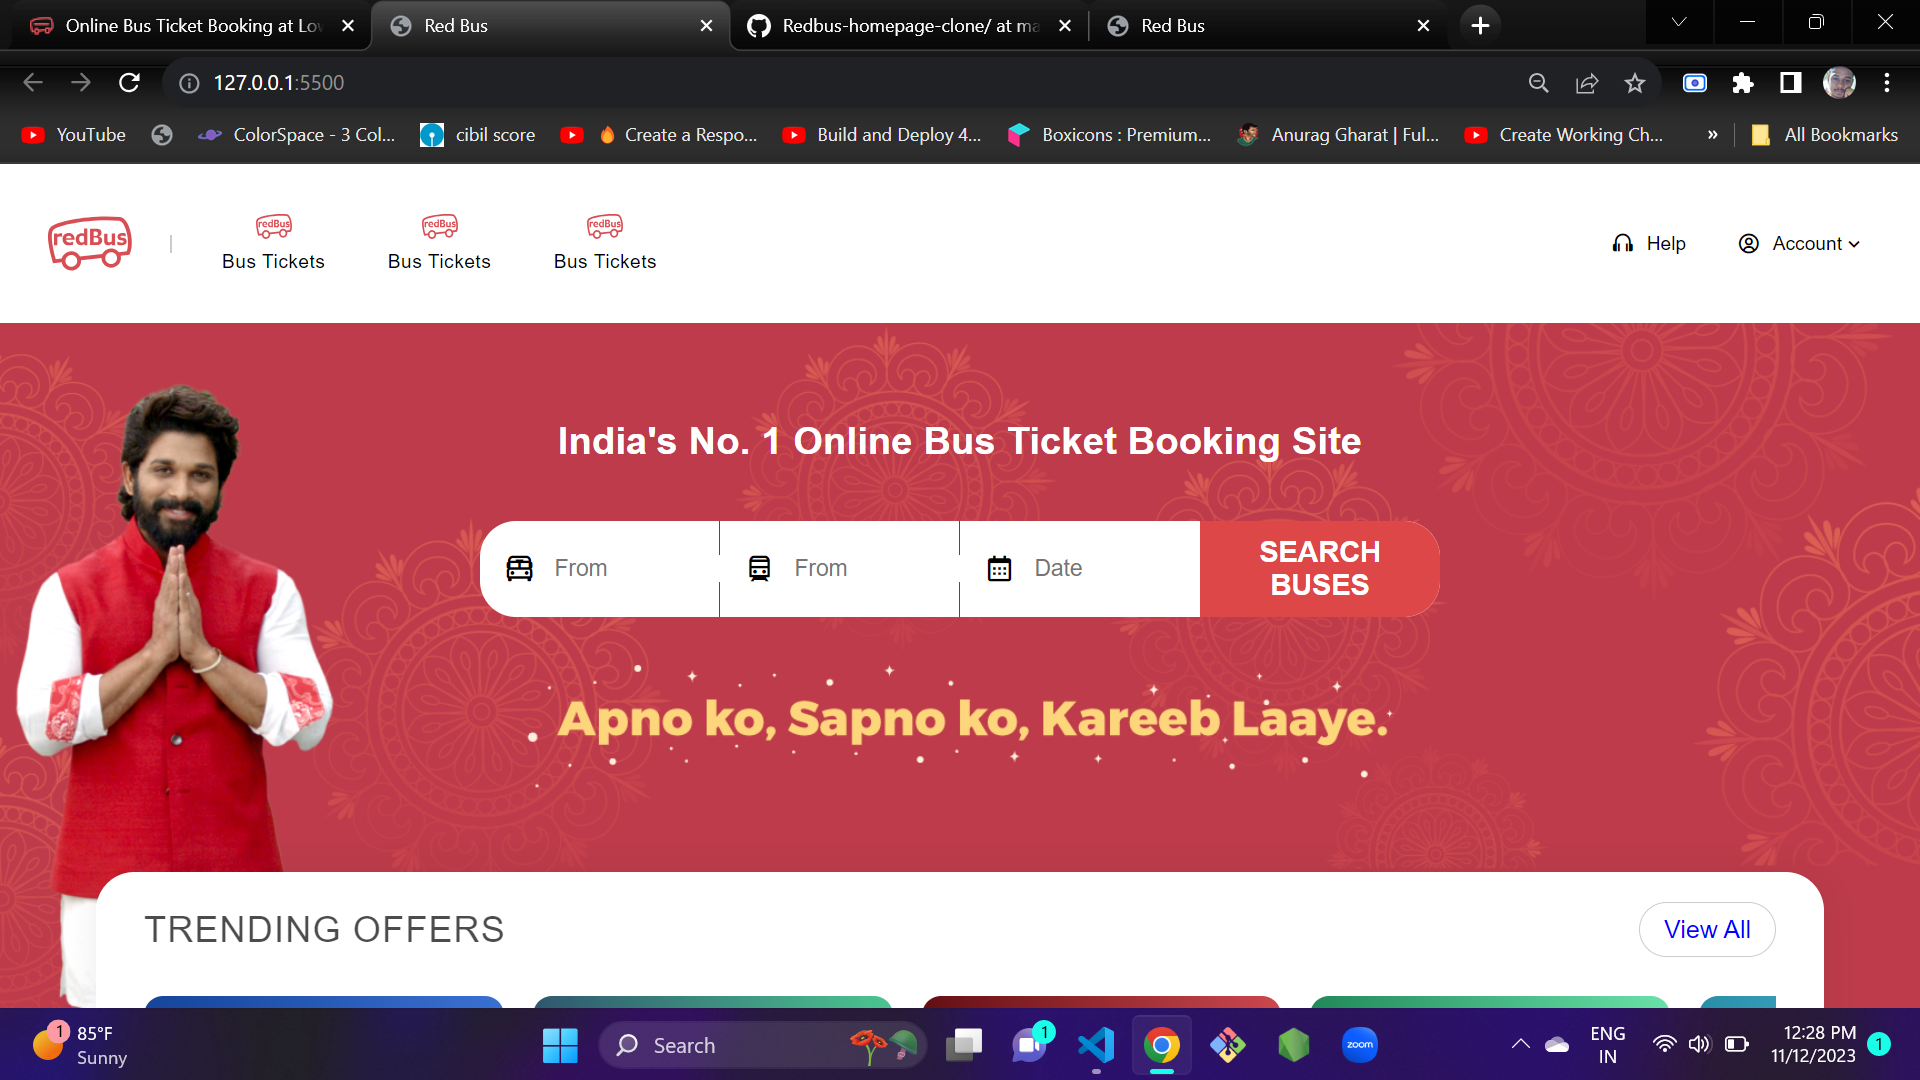 Online Bus Ticket Booking at Lov
Red Bus
Redbus-homepage-clone/ at ma
Red Bus
127.0.0.1:5500
YouTube
ColorSpace - 3 Col...
cibil score
Create a Respo...
Build and Deploy 4...
Boxicons : Premium...
Anurag Gharat | Ful...
Create Working Ch...
»
All Bookmarks
redBus
redBus
Bus Tickets
redBus
Bus Tickets
redBus
Bus Tickets
Help
Account
India's No. 1 Online Bus Ticket Booking Site
From
From
Date
SEARCH
BUSES
Apno ko, Sapno ko, Kareeb Laaye.
TRENDING OFFERS
View All
1
85°F
Sunny
Search
1
zoom
ENG
IN
12:28 PM
11/12/2023
1